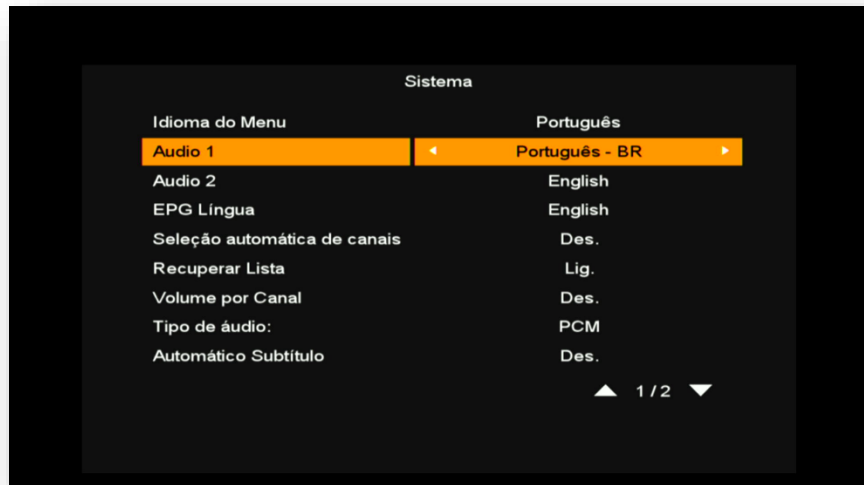 Sistema
Idioma do Menu Português
Audio 1 Português - BR
Audio 2 English
EPG Língua English
Seleção automática de canais Des.
Recuperar Lista Lig.
Volume por Canal Des.
Tipo de áudio: PCM
Automático Subtítulo Des.
1 / 2